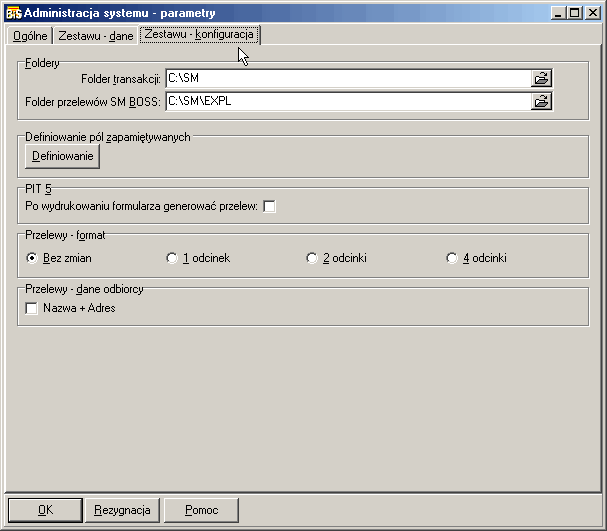 Administracja systemu - parametry
Ogólne Zestawu - dane Zestawu - konfiguracja
Foldery
Folder transakcji: C:\SM
Folder przelewów SM BOSS: C:\SM\EXPL
Definiowanie pól zapamiętywanych
Definiowanie
PIT 5
Po wydrukowaniu formularza generować przelew:
Przelewy - format
Bez zmian 1 odcinek 2 odcinki 4 odcinki
Przelewy - dane odbiorcy
Nazwa + Adres
OK Rezygnacja Pomoc